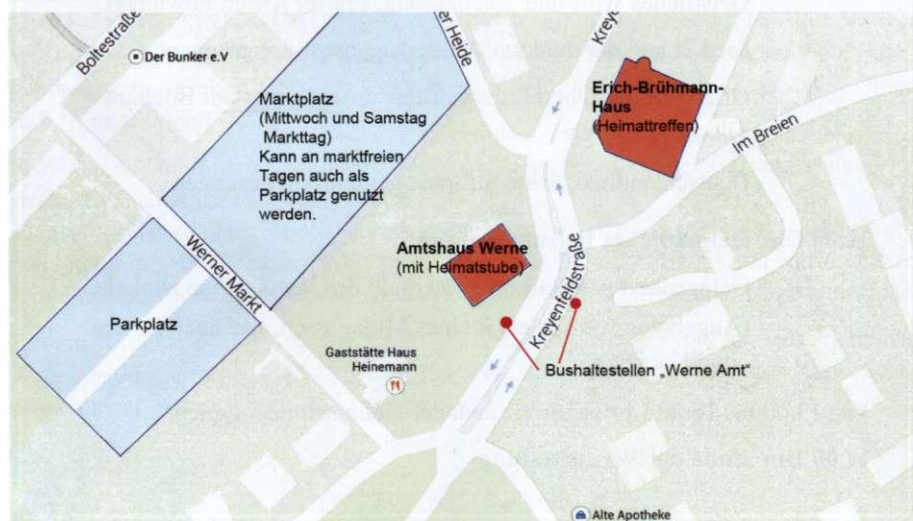 Boltestraße
Der Bunker e.V
er Heide
Marktplatz
(Mittwoch und Samstag
Markttag)
Kann an marktfreien
Tagen auch als
Parkplatz genutzt
werden.
Kreye
Erich-Brühmann-
Haus
(Heimattreffen)
Im Breien
Werner Markt
Amtshaus Werne
(mit Heimatstube)
Kreyenfeldstraße
Parkplatz
Gaststätte Haus
Heinemann
Bushaltestellen „Werne Amt“
Alte Apotheke